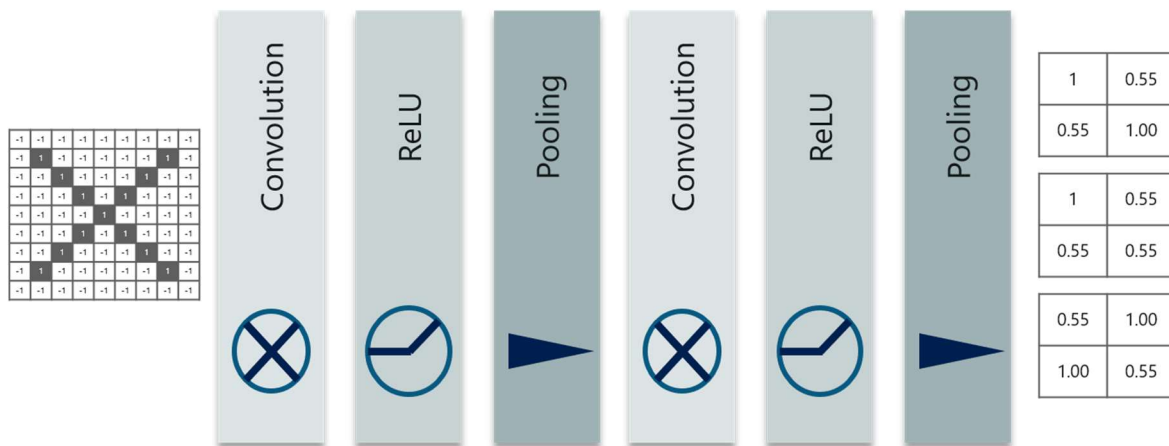 -1 -1 -1 -1 -1 -1 -1 -1 -1
-1 1 -1 -1 -1 -1 -1 1 -1
-1 -1 1 -1 -1 -1 1 -1 -1
-1 -1 -1 1 -1 1 -1 -1 -1
-1 -1 -1 -1 1 -1 -1 -1 -1
-1 -1 -1 1 -1 1 -1 -1 -1
-1 -1 1 -1 -1 -1 1 -1 -1
-1 1 -1 -1 -1 -1 -1 1 -1
-1 -1 -1 -1 -1 -1 -1 -1 -1
Convolution
ReLU
Pooling
Convolution
ReLU
Pooling
1 0.55
0.55 1.00
1 0.55
0.55 0.55
0.55 1.00
1.00 0.55